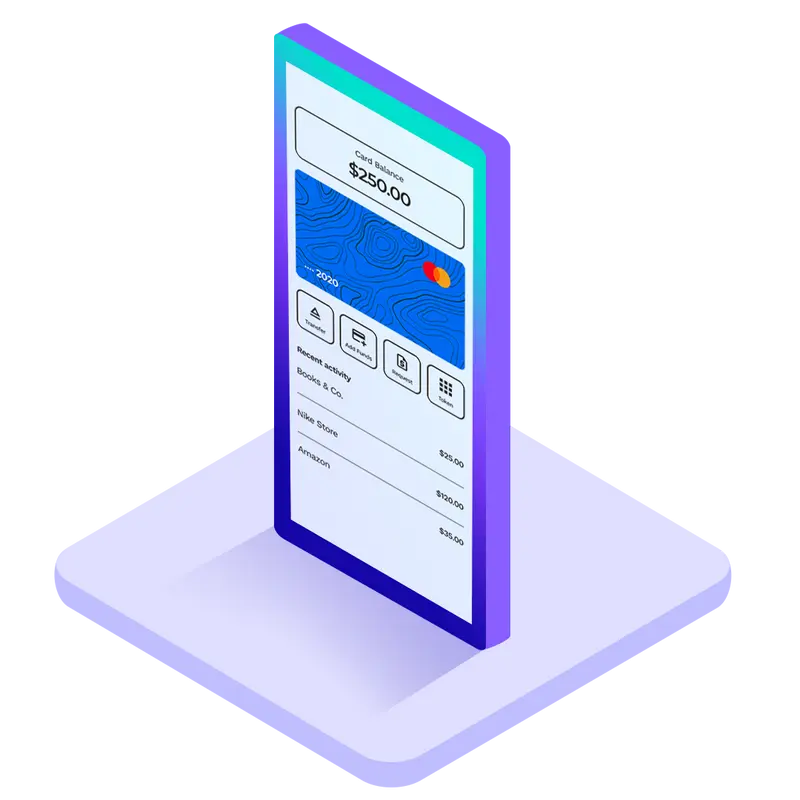 Card Balance
$250.00
•••• 2020
Transfer
Add Funds
Request
Token
Recent activity
Books & Co.
$25.00
Nike Store
$120.00
Amazon
$35.00